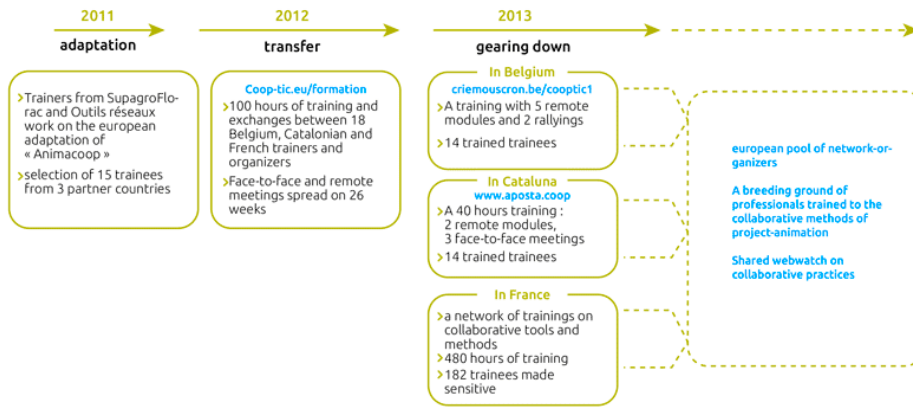 2011
adaptation
Trainers from SupagroFlo-
rac and Outils réseaux
work on the european
adaptation of
« Animacoop »
selection of 15 trainees
from 3 partner countries
2012
transfer
Coop-tic.eu/formation
100 hours of training and
exchanges between 18
Belgium, Catalonian and
French trainers and
organizers
Face-to-face and remote
meetings spread on 26
weeks
2013
gearing down
In Belgium
criemouscron.be/cooptic1
A training with 5 remote
modules and 2 rallyings
14 trained trainees
In Cataluna
www.aposta.coop
A 40 hours training :
2 remote modules,
3 face-to-face meetings
14 trained trainees
In France
a network of trainings on
collaborative tools and
methods
480 hours of training
182 trainees made
sensitive
european pool of network-or-
ganizers
A breeding ground of
professionals trained to the
collaborative methods of
project-animation
Shared webwatch on
collaborative practices